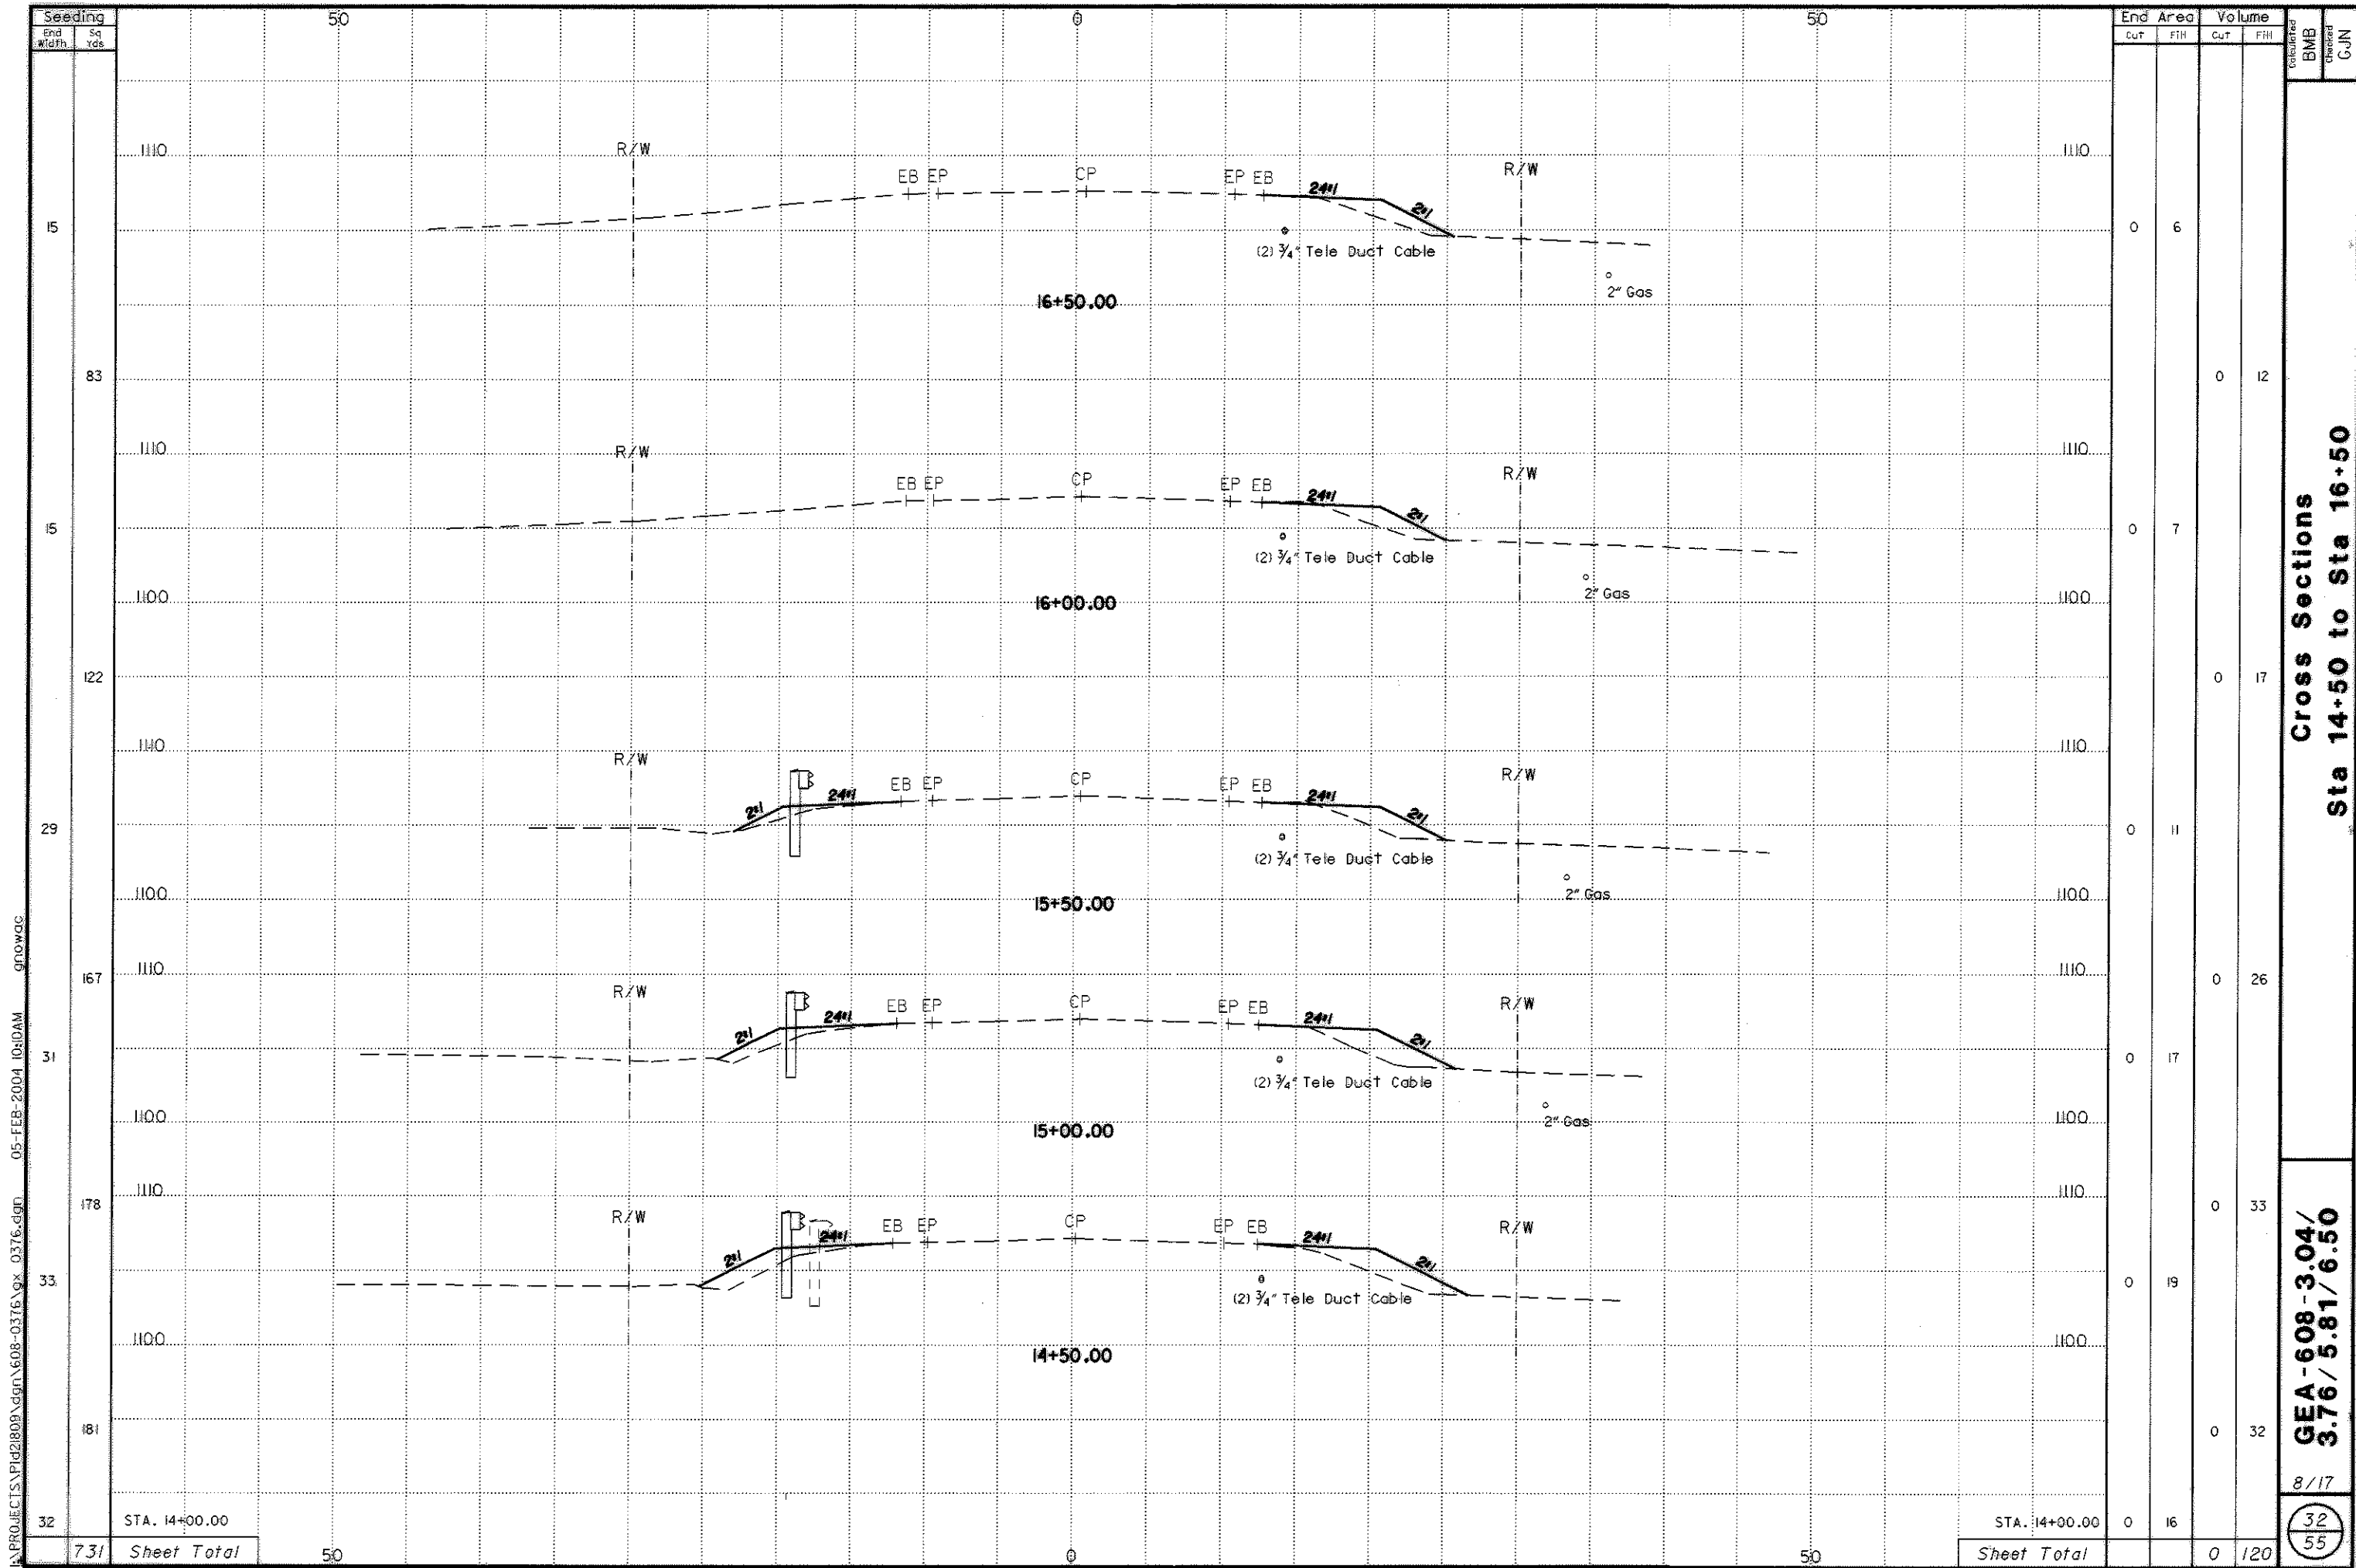 Seeding
End Width
Sq Yds
50 0 50
End Area
Volume
Cut Fill Cut Fill
Calculated
BMB
Checked
CJN
1110 R/W EB EP CP EP EB 24:1 2:1 R/W 1110
15 0 6
(2) 3/4" Tele Duct Cable
2" Gas
16+50.00
83 0 12
1110 R/W EB EP CP EP EB 24:1 2:1 R/W 1110
15 0 7
(2) 3/4" Tele Duct Cable
2" Gas
1100 16+00.00 1100
122 0 17
1110 R/W 2:1 24:1 EB EP CP EP EB 24:1 2:1 R/W 1110
29 0 11
(2) 3/4" Tele Duct Cable
2" Gas
1100 15+50.00 1100
167 1110 1110 0 26
R/W 2:1 24:1 EB EP CP EP EB 24:1 2:1 R/W
31 0 17
(2) 3/4" Tele Duct Cable
2" Gas
1100 15+00.00 1100
178 1110 1110 0 33
R/W 2:1 24:1 EB EP CP EP EB 24:1 2:1 R/W
33 0 19
(2) 3/4" Tele Duct Cable
1100 14+50.00 1100
181 0 32
32 STA. 14+00.00 STA. 14+00.00 0 16
731 Sheet Total 50 0 50 Sheet Total 0 120
Cross Sections
Sta 14+50 to Sta 16+50
GEA-608-3.04/
3.76/5.81/6.50
8/17
32
55
I:\PROJECTS\Pid21809\dgn\608-0376\gx_0376.dgn 05-FEB-2004 10:10AM gnowac